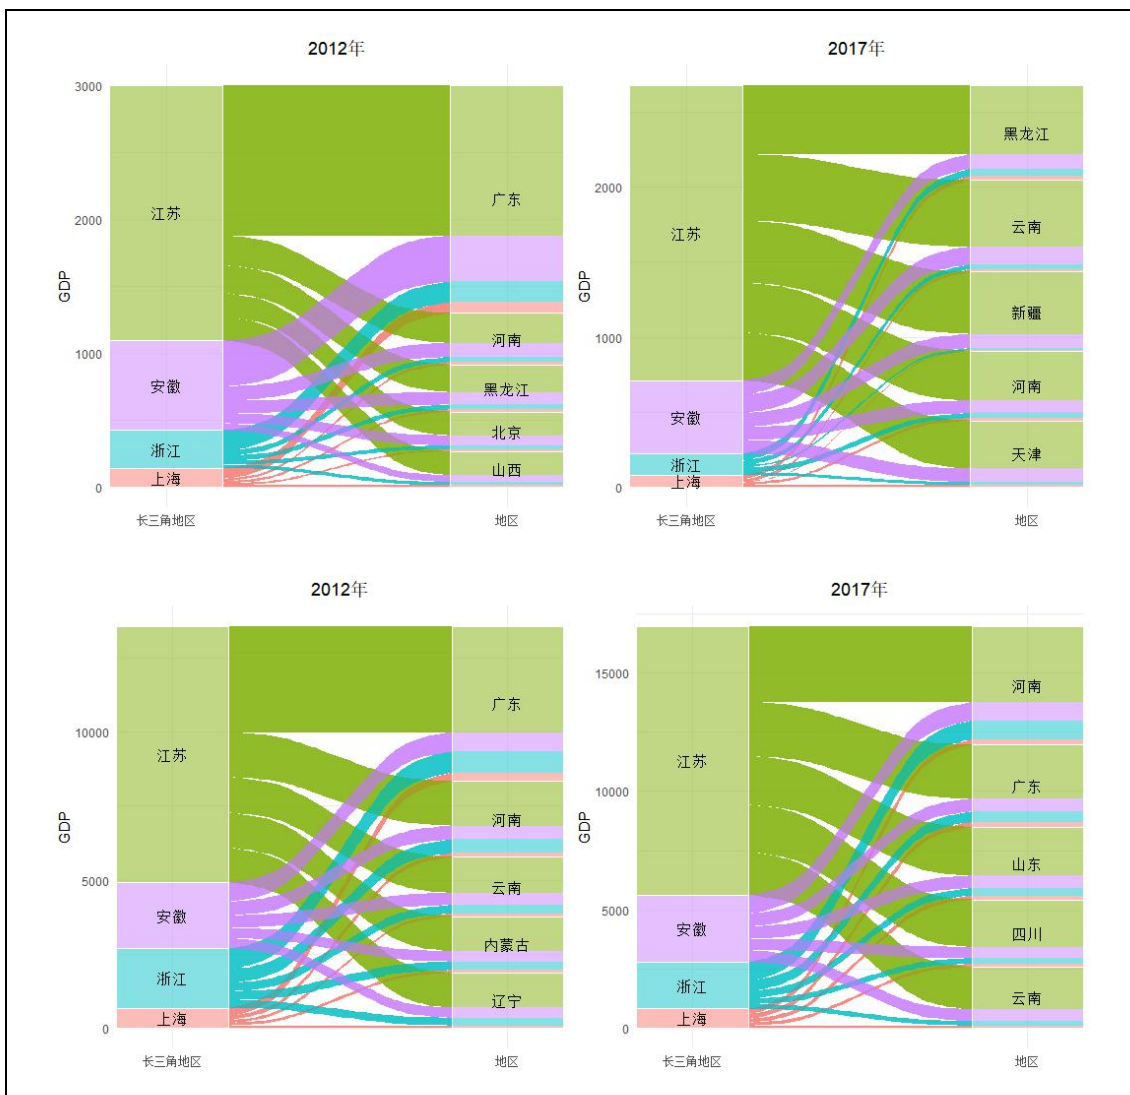 2012年
3000
2000
1000
0
GDP
江苏
安徽
浙江
上海
广东
河南
黑龙江
北京
山西
长三角地区
地区
2017年
2000
1000
0
GDP
江苏
安徽
浙江
上海
黑龙江
云南
新疆
河南
天津
长三角地区
地区
2012年
10000
5000
0
GDP
江苏
安徽
浙江
上海
广东
河南
云南
内蒙古
辽宁
长三角地区
地区
2017年
15000
10000
5000
0
GDP
江苏
安徽
浙江
上海
河南
广东
山东
四川
云南
长三角地区
地区